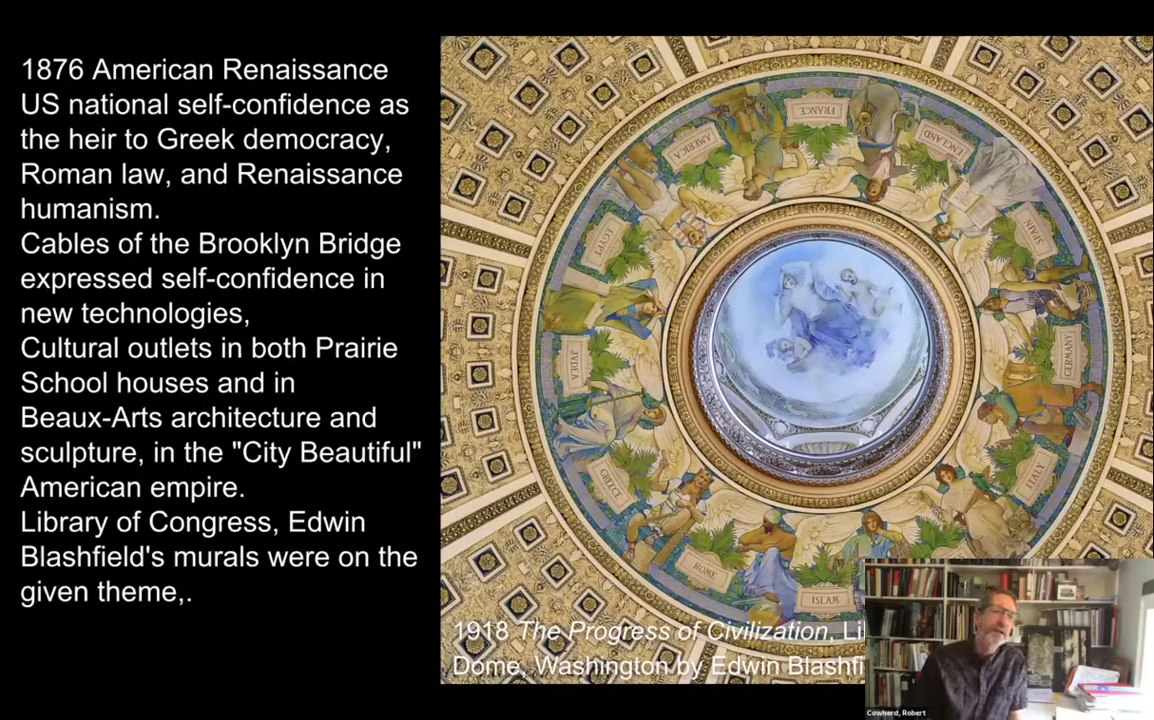 1876 American Renaissance
US national self-confidence as
the heir to Greek democracy,
Roman law, and Renaissance
humanism.
Cables of the Brooklyn Bridge
expressed self-confidence in
new technologies,
Cultural outlets in both Prairie
School houses and in
Beaux-Arts architecture and
sculpture, in the "City Beautiful"
American empire.
Library of Congress, Edwin
Blashfield's murals were on the
given theme,.
FRANCE
ENGLAND
AMERICA
SPAIN
EGYPT
GERMANY
JUDEA
ITALY
GREECE
ROME
ISLAM
1918 The Progress of Civilization, Li
Dome, Washington by Edwin Blashfi
Cowherd, Robert